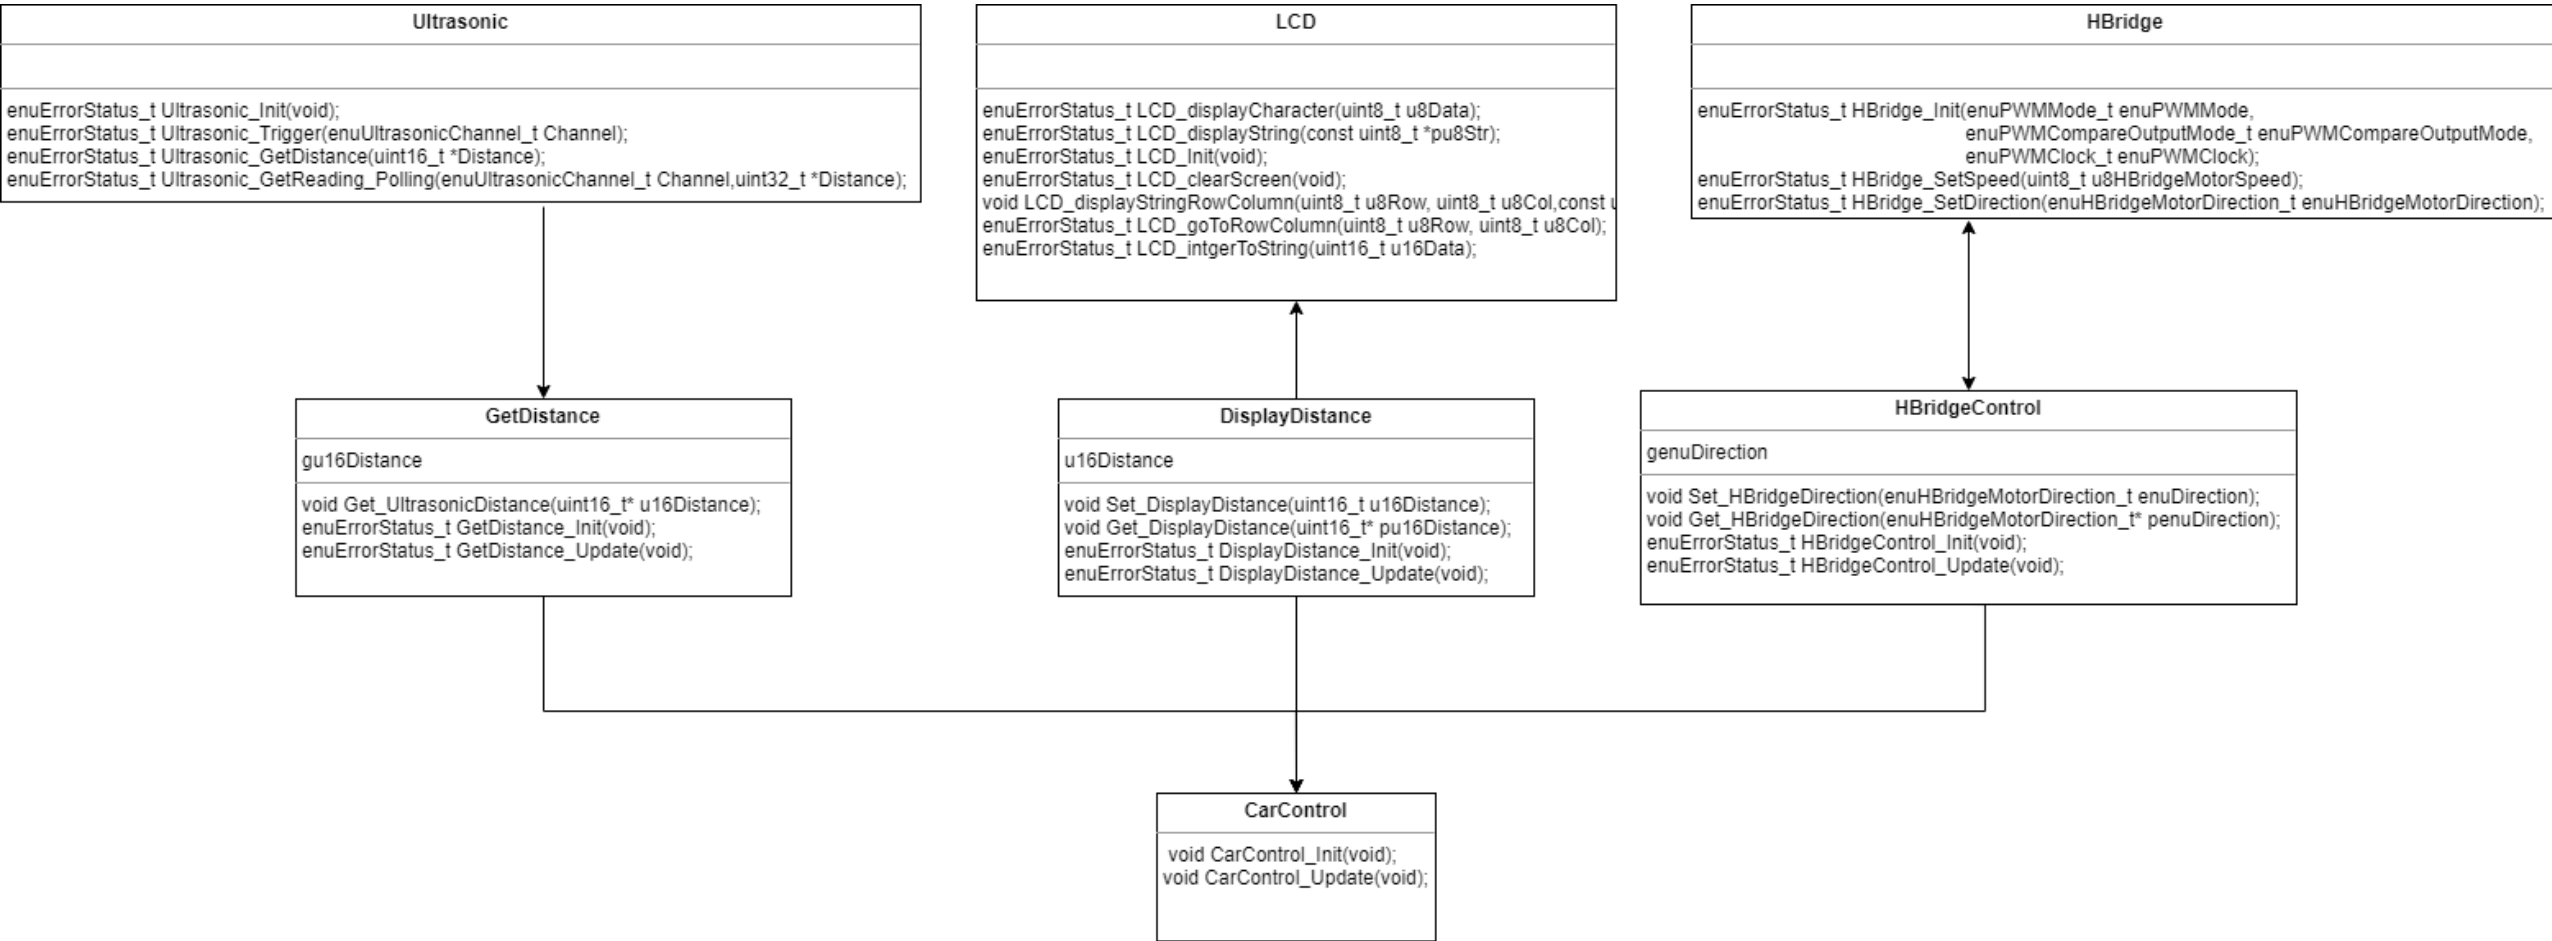 Ultrasonic
enuErrorStatus_t Ultrasonic_Init(void);
enuErrorStatus_t Ultrasonic_Trigger(enuUltrasonicChannel_t Channel);
enuErrorStatus_t Ultrasonic_GetDistance(uint16_t *Distance);
enuErrorStatus_t Ultrasonic_GetReading_Polling(enuUltrasonicChannel_t Channel,uint32_t *Distance);
LCD
enuErrorStatus_t LCD_displayCharacter(uint8_t u8Data);
enuErrorStatus_t LCD_displayString(const uint8_t *pu8Str);
enuErrorStatus_t LCD_Init(void);
enuErrorStatus_t LCD_clearScreen(void);
void LCD_displayStringRowColumn(uint8_t u8Row, uint8_t u8Col,const
enuErrorStatus_t LCD_goToRowColumn(uint8_t u8Row, uint8_t u8Col);
enuErrorStatus_t LCD_intgerToString(uint16_t u16Data);
HBridge
enuErrorStatus_t HBridge_Init(enuPWMMode_t enuPWMMode,
enuPWMCompareOutputMode_t enuPWMCompareOutputMode,
enuPWMClock_t enuPWMClock);
enuErrorStatus_t HBridge_SetSpeed(uint8_t u8HBridgeMotorSpeed);
enuErrorStatus_t HBridge_SetDirection(enuHBridgeMotorDirection_t enuHBridgeMotorDirection);
GetDistance
gu16Distance
void Get_UltrasonicDistance(uint16_t* u16Distance);
enuErrorStatus_t GetDistance_Init(void);
enuErrorStatus_t GetDistance_Update(void);
DisplayDistance
u16Distance
void Set_DisplayDistance(uint16_t u16Distance);
void Get_DisplayDistance(uint16_t* pu16Distance);
enuErrorStatus_t DisplayDistance_Init(void);
enuErrorStatus_t DisplayDistance_Update(void);
HBridgeControl
genuDirection
void Set_HBridgeDirection(enuHBridgeMotorDirection_t enuDirection);
void Get_HBridgeDirection(enuHBridgeMotorDirection_t* penuDirection);
enuErrorStatus_t HBridgeControl_Init(void);
enuErrorStatus_t HBridgeControl_Update(void);
CarControl
void CarControl_Init(void);
void CarControl_Update(void);